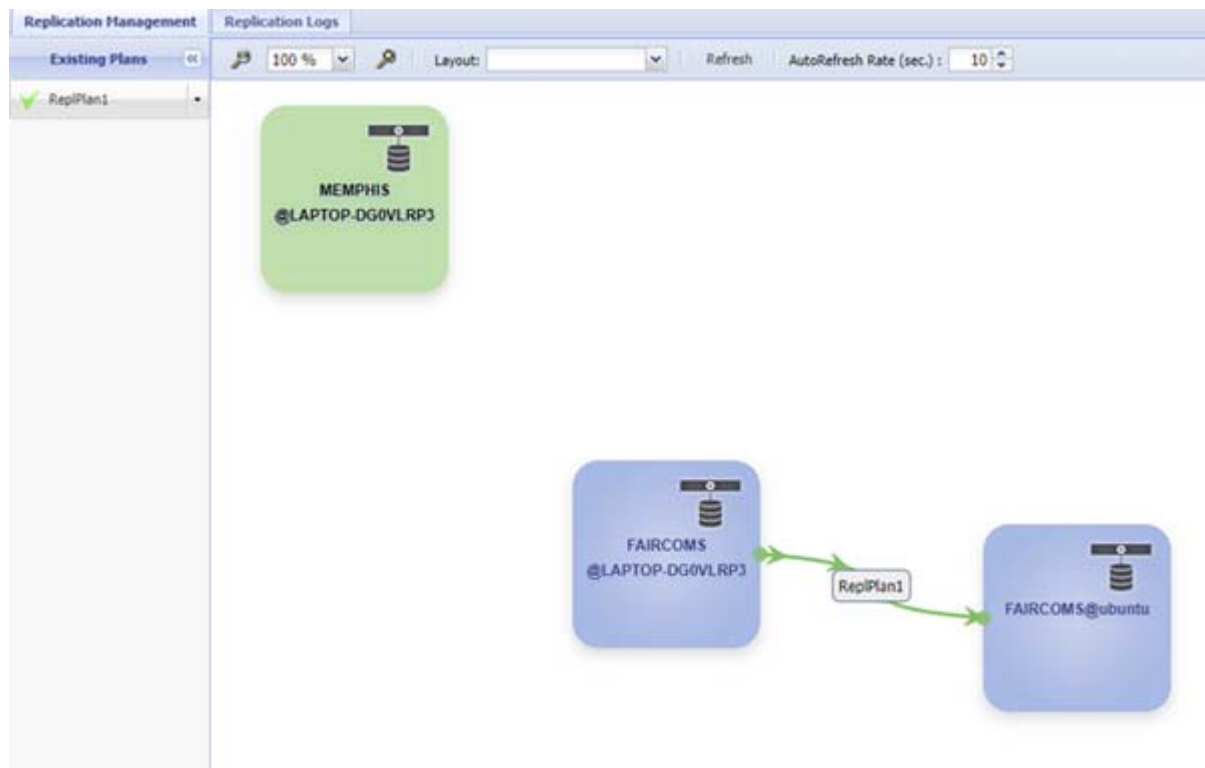 Replication Management
Replication Logs
Existing Plans
100 %
Layout:
Refresh
AutoRefresh Rate (sec.) :
10
ReplPlan1
MEMPHIS
@LAPTOP-DG0VLRP3
FAIRCOMS
@LAPTOP-DG0VLRP3
ReplPlan1
FAIRCOMS@ubuntu